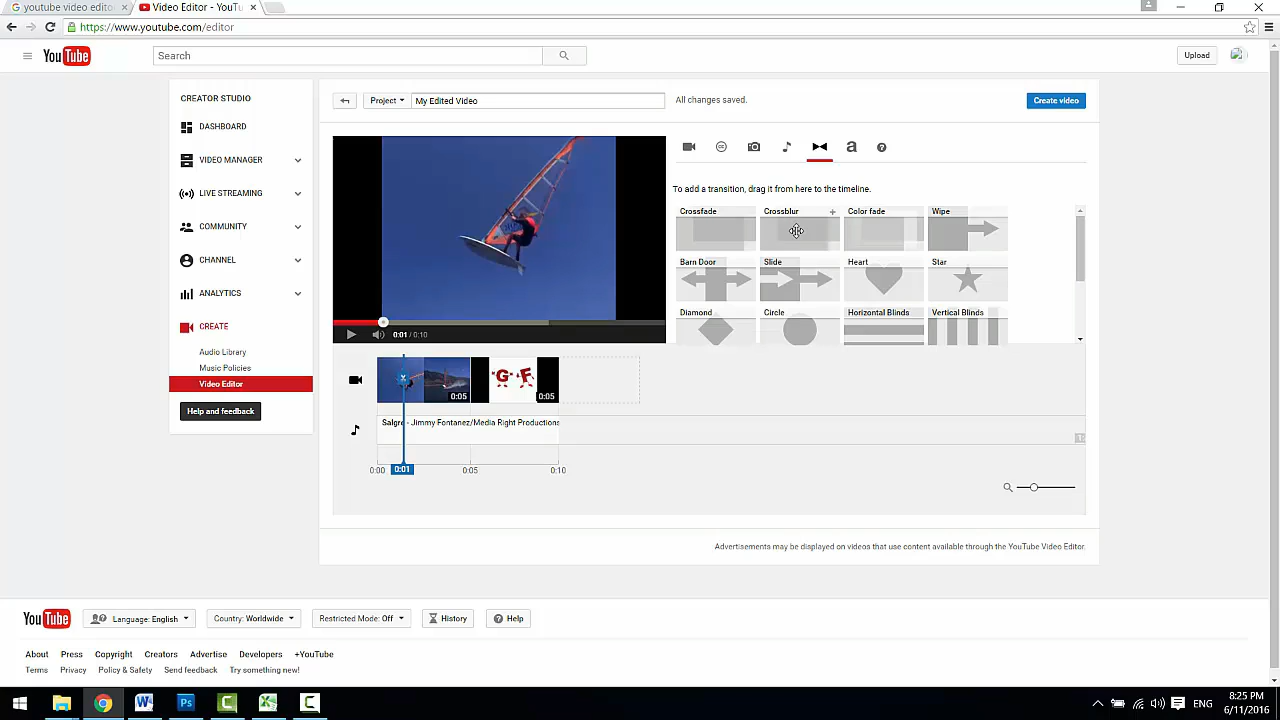 youtube video editor
Video Editor - YouTu
https://www.youtube.com/editor
YouTube
Search
Upload
CREATOR STUDIO
DASHBOARD
VIDEO MANAGER
LIVE STREAMING
COMMUNITY
CHANNEL
ANALYTICS
CREATE
Audio Library
Music Policies
Video Editor
Help and feedback
Project
My Edited Video
All changes saved.
Create video
0:01 / 0:10
a
To add a transition, drag it from here to the timeline.
Crossfade
Crossblur
Color fade
Wipe
Barn Door
Slide
Heart
Star
Diamond
Circle
Horizontal Blinds
Vertical Blinds
0:05
GF
0:05
Salgre - Jimmy Fontanez/Media Right Productions
0:00
0:01
0:05
0:10
Advertisements may be displayed on videos that use content available through the YouTube Video Editor.
YouTube
Language: English
Country: Worldwide
Restricted Mode: Off
History
Help
About Press Copyright Creators Advertise Developers +YouTube
Terms Privacy Policy & Safety Send feedback Try something new!
ENG
8:25 PM
6/11/2016